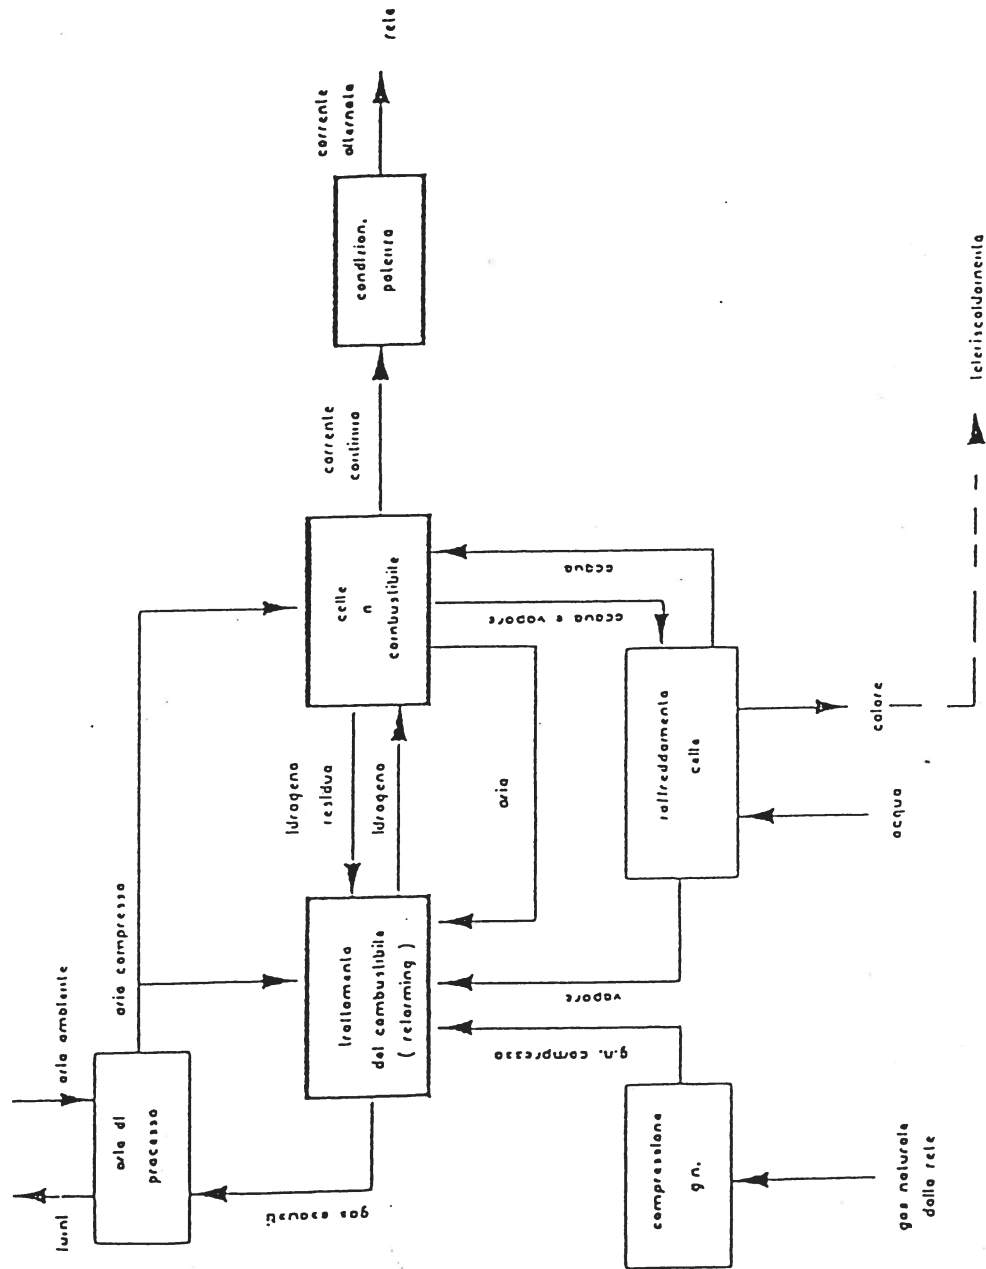 fumi
aria ambiente
aria di
processo
aria compressa
gas esausti
trattamento
del combustibile
( reforming )
Idrogeno
residuo
Idrogeno
celle
a
combustibile
corrente
continua
condizion.
potenza
corrente
alternata
rete
aria
acqua
acqua e vapore
vapore
g.n. compresso
compressione
g.n.
gas naturale
dalla rete
raffreddamento
celle
acqua
calore
teleriscaldamento